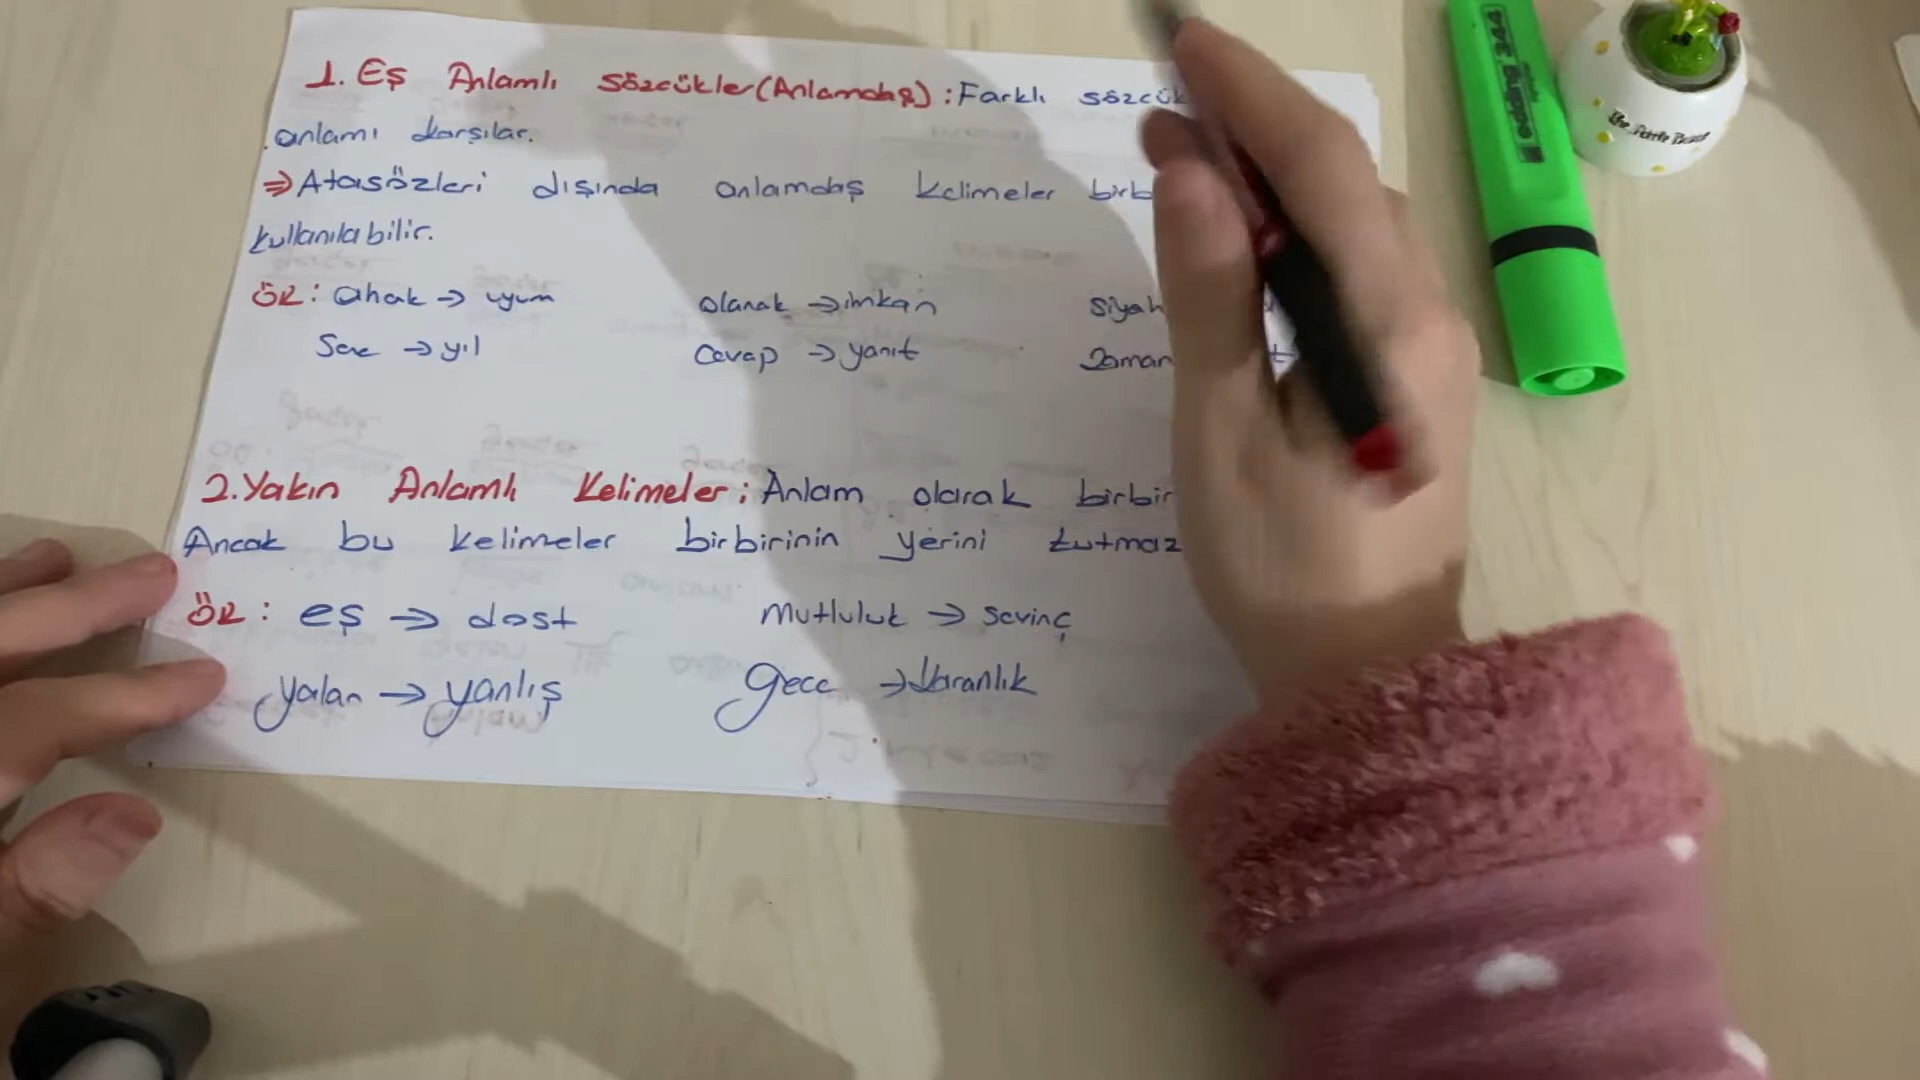 1. Eş Anlamlı sözcükler(Anlamdaş): Farklı sözcük
anlamı karşılar.
⇒ Atasözleri dışında anlamdaş kelimeler birb
kullanılabilir.
ÖR: ahak → uyum olanak → imkan siyah
Sene → yıl Cevap → yanıt Zaman
2. Yakın Anlamlı Kelimeler: Anlam olarak birbir
Ancak bu kelimeler birbirinin yerini tutmaz
ÖR: eş → dost Mutluluk → sevinç
yalan → yanlış gece → karanlık
edding 344